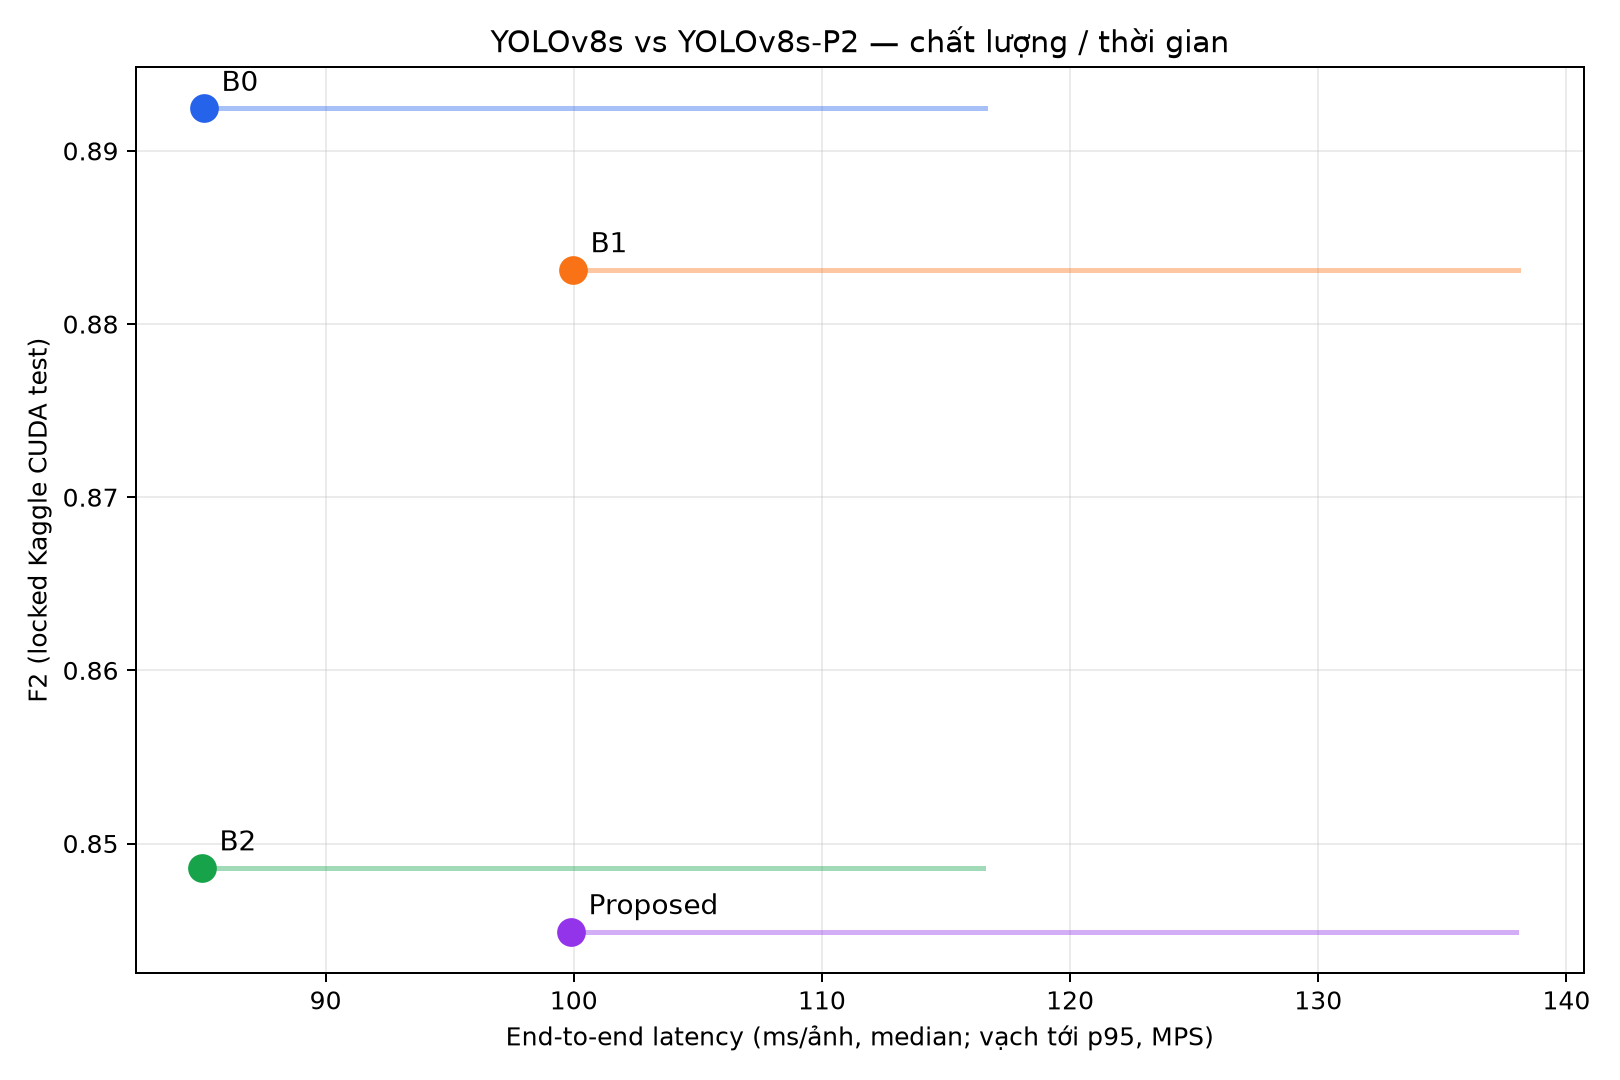 YOLOv8s vs YOLOv8s-P2 — chất lượng / thời gian
B0
0.89
B1
0.88
F2 (locked Kaggle CUDA test)
0.87
0.86
B2
0.85
Proposed
90 100 110 120 130 140
End-to-end latency (ms/ảnh, median; vạch tới p95, MPS)